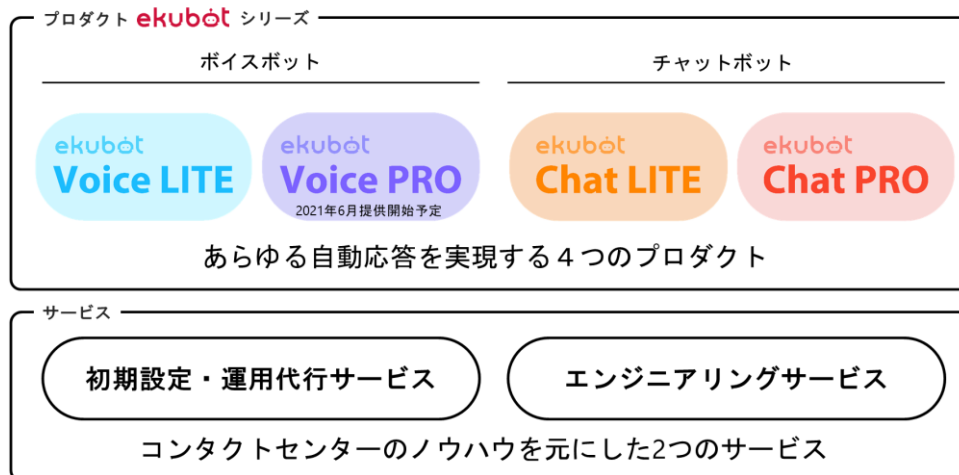 プロダクト ekubot シリーズ
ボイスボット
チャットボット
ekubot
Voice LITE
ekubot
Voice PRO
2021年6月提供開始予定
ekubot
Chat LITE
ekubot
Chat PRO
あらゆる自動応答を実現する４つのプロダクト
サービス
初期設定・運用代行サービス
エンジニアリングサービス
コンタクトセンターのノウハウを元にした2つのサービス